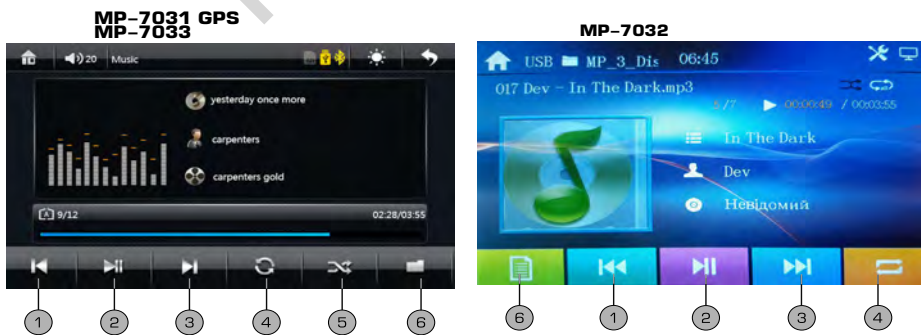 MP-7031 GPS
MP-7033
20 Music
yesterday once more
carpenters
carpenters gold
A 9/12 02:28/03:55
1 2 3 4 5 6
MP-7032
USB MP_3_Dis 06:45
017 Dev - In The Dark.mp3
5/7 00:00:49 / 00:03:55
In The Dark
Dev
Невідомий
6 1 2 3 4